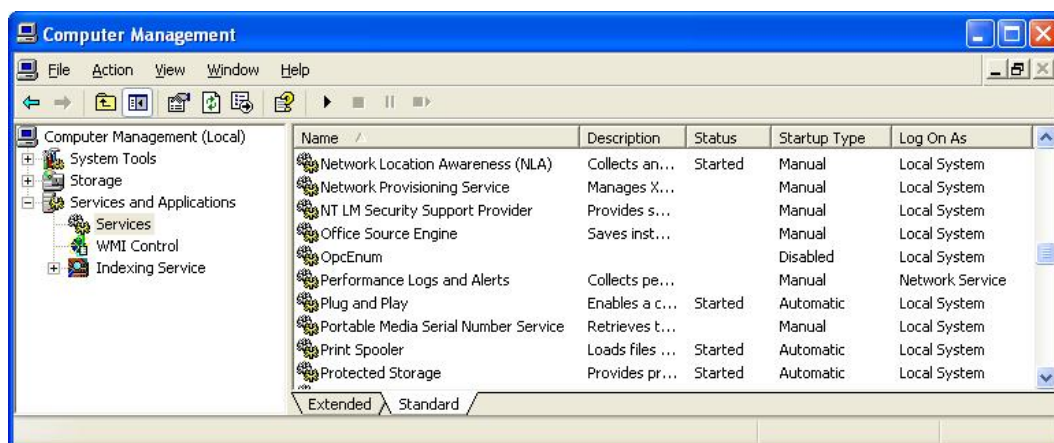 Computer Management
File Action View Window Help
Computer Management (Local)
System Tools
Storage
Services and Applications
Services
WMI Control
Indexing Service
Name Description Status Startup Type Log On As
Network Location Awareness (NLA) Collects an... Started Manual Local System
Network Provisioning Service Manages X... Manual Local System
NT LM Security Support Provider Provides s... Manual Local System
Office Source Engine Saves inst... Manual Local System
OpcEnum Disabled Local System
Performance Logs and Alerts Collects pe... Manual Network Service
Plug and Play Enables a c... Started Automatic Local System
Portable Media Serial Number Service Retrieves t... Manual Local System
Print Spooler Loads files ... Started Automatic Local System
Protected Storage Provides pr... Started Automatic Local System
Extended Standard